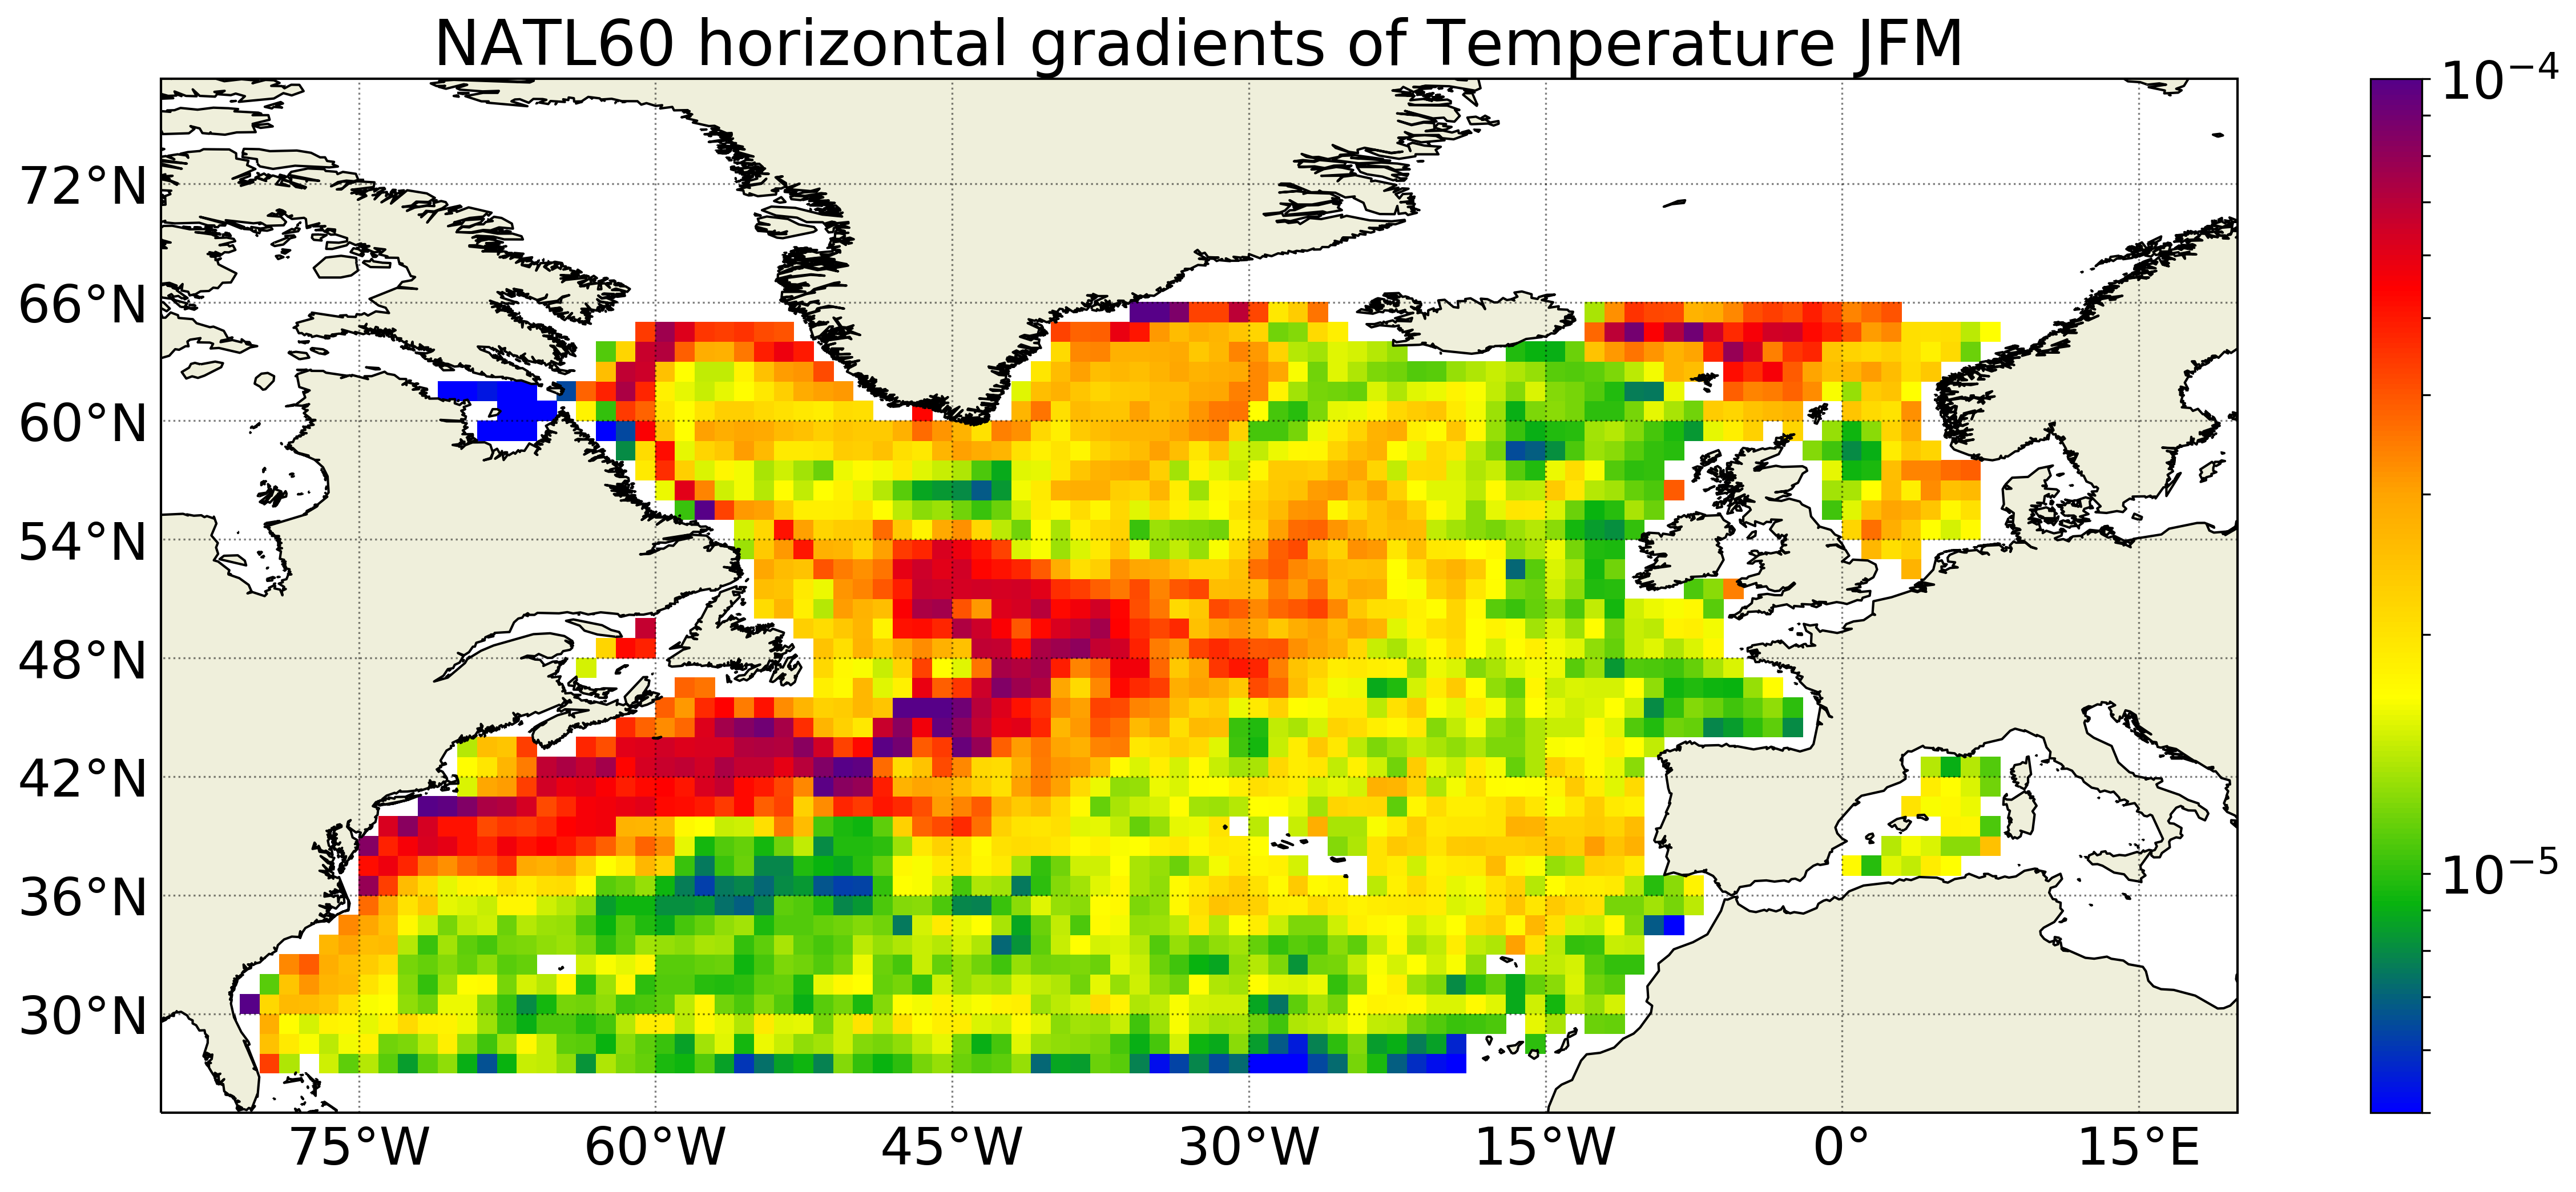 NATL60 horizontal gradients of Temperature JFM
10⁻⁴
72°N
66°N
60°N
54°N
48°N
42°N
10⁻⁵
36°N
30°N
75°W 60°W 45°W 30°W 15°W 0° 15°E